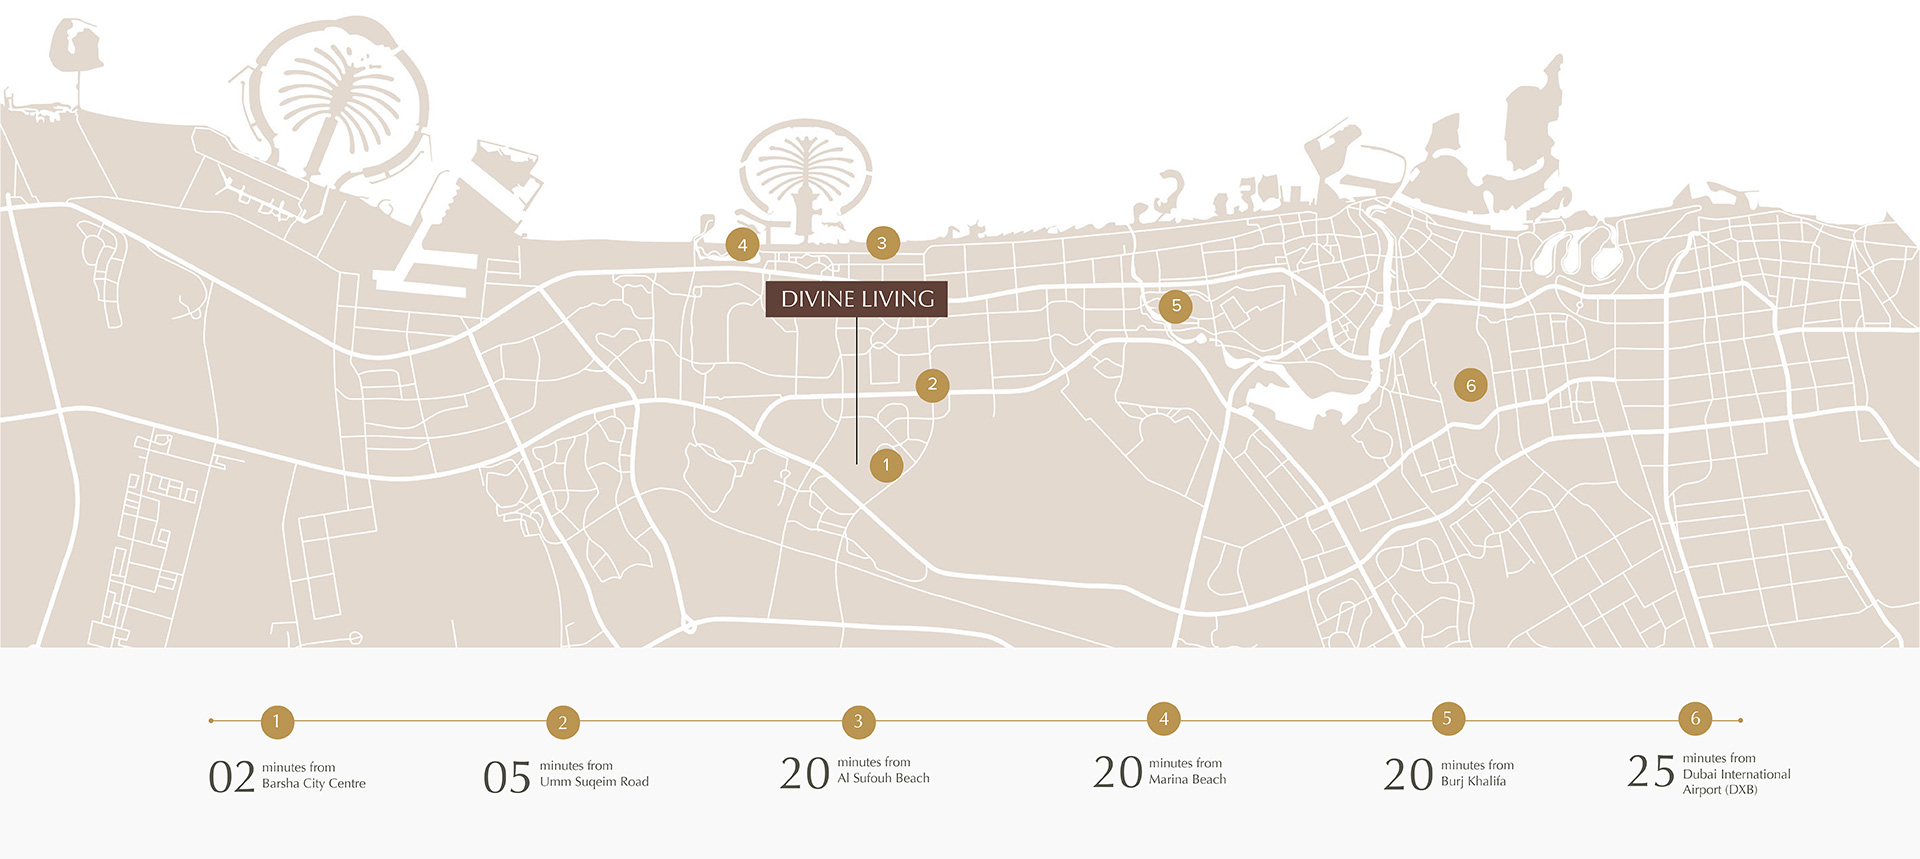 4
3
DIVINE LIVING
5
2
6
1
1
02 minutes from
Barsha City Centre
2
05 minutes from
Umm Suqeim Road
3
20 minutes from
Al Sufouh Beach
4
20 minutes from
Marina Beach
5
20 minutes from
Burj Khalifa
6
25 minutes from
Dubai International
Airport (DXB)